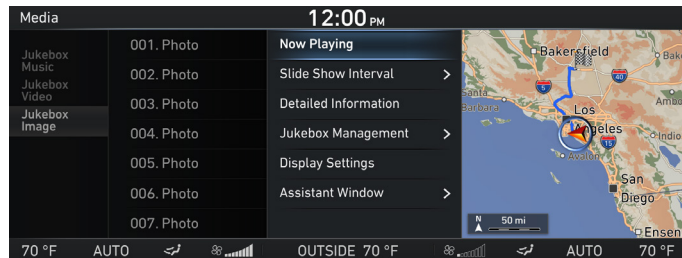 Media
12:00 PM
Jukebox
Music
Jukebox
Video
Jukebox
Image
001. Photo
002. Photo
003. Photo
004. Photo
005. Photo
006. Photo
007. Photo
Now Playing
Slide Show Interval
Detailed Information
Jukebox Management
Display Settings
Assistant Window
Bakersfield
Bake
5
40
Santa
Barbara
Los
Angeles
Ambo
15
Indio
Avalon
San
Diego
N
50 mi
Ensen
70 °F
AUTO
OUTSIDE 70 °F
AUTO
70 °F